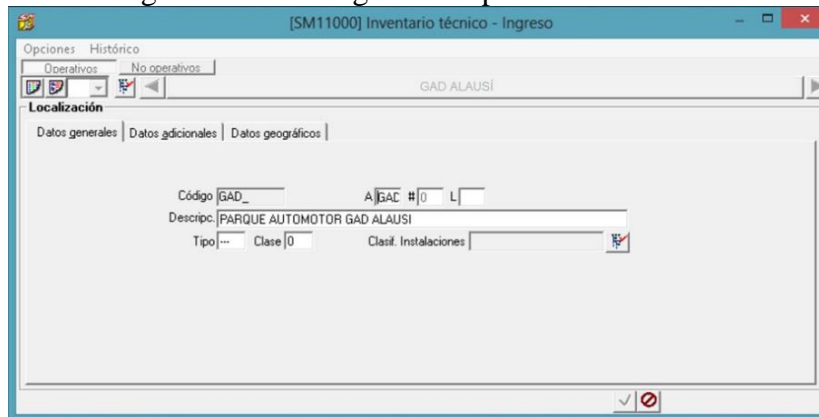 [SM11000] Inventario técnico - Ingreso
Opciones Histórico
Operativos No operativos
GAD ALAUSÍ
Localización
Datos generales Datos adicionales Datos geográficos
Código GAD_ A GAD # 0 L
Descripc. PARQUE AUTOMOTOR GAD ALAUSI
Tipo --- Clase 0 Clasif. Instalaciones